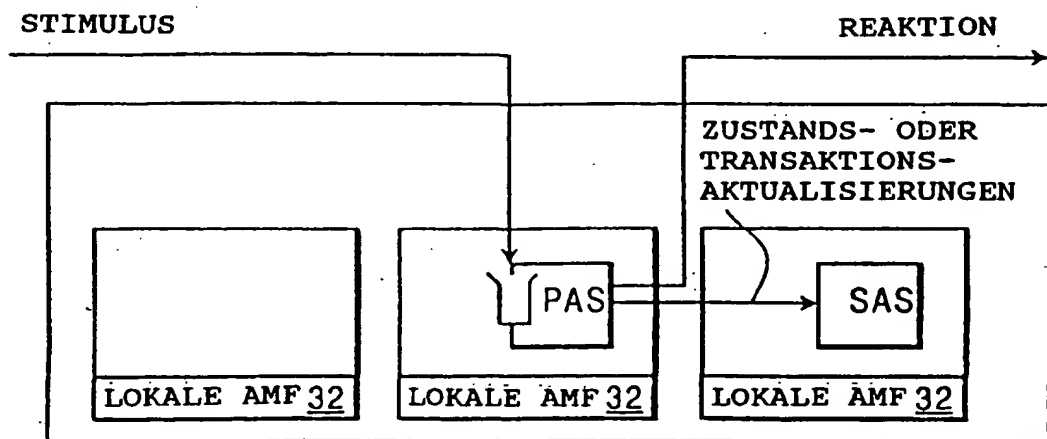 STIMULUS
REAKTION
ZUSTANDS- ODER
TRANSAKTIONS-
AKTUALISIERUNGEN
PAS
SAS
LOKALE AMF 32
LOKALE AMF 32
LOKALE AMF 32